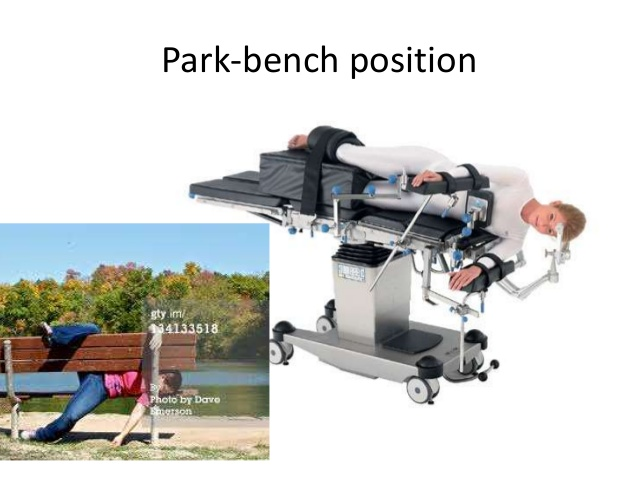 Park-bench position
gty im/
134133518
By
Photo by Dave
Emerson